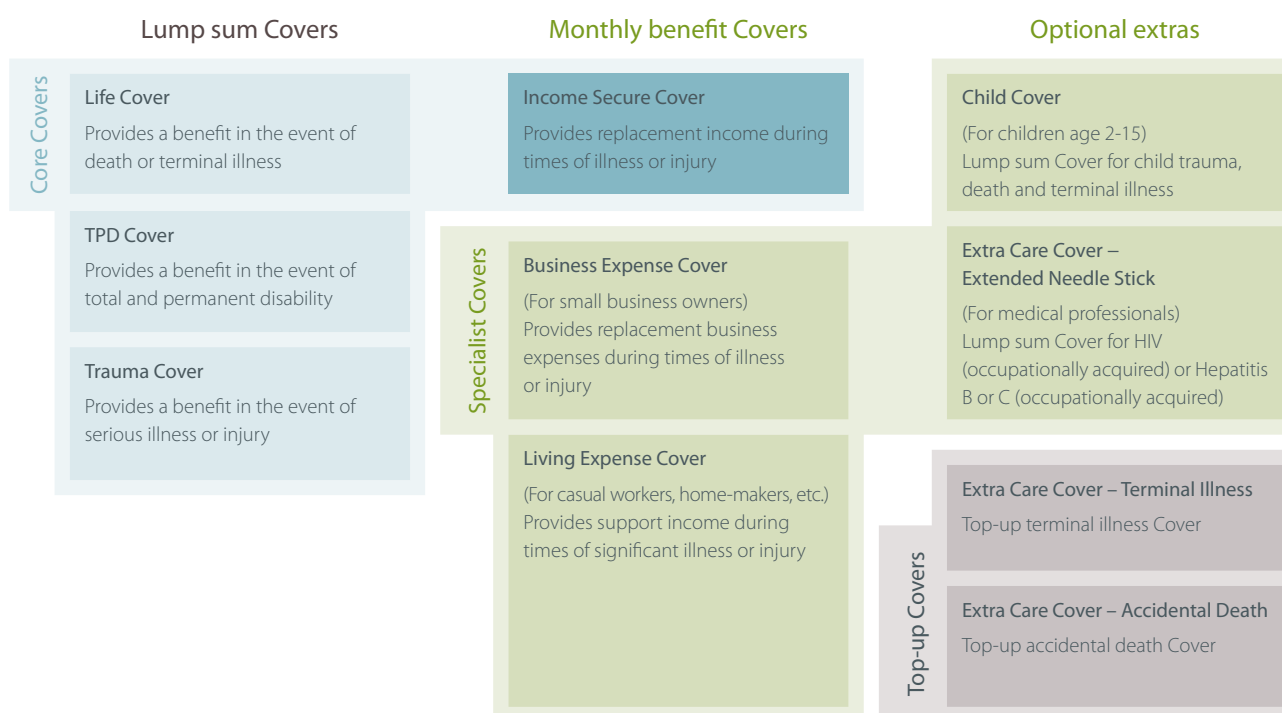 Lump sum Covers
Monthly benefit Covers
Optional extras
Core Covers
Life Cover
Provides a benefit in the event of
death or terminal illness
TPD Cover
Provides a benefit in the event of
total and permanent disability
Trauma Cover
Provides a benefit in the event of
serious illness or injury
Income Secure Cover
Provides replacement income during
times of illness or injury
Specialist Covers
Business Expense Cover
(For small business owners)
Provides replacement business
expenses during times of illness
or injury
Living Expense Cover
(For casual workers, home-makers, etc.)
Provides support income during
times of significant illness or injury
Child Cover
(For children age 2-15)
Lump sum Cover for child trauma,
death and terminal illness
Extra Care Cover –
Extended Needle Stick
(For medical professionals)
Lump sum Cover for HIV
(occupationally acquired) or Hepatitis
B or C (occupationally acquired)
Top-up Covers
Extra Care Cover – Terminal Illness
Top-up terminal illness Cover
Extra Care Cover – Accidental Death
Top-up accidental death Cover